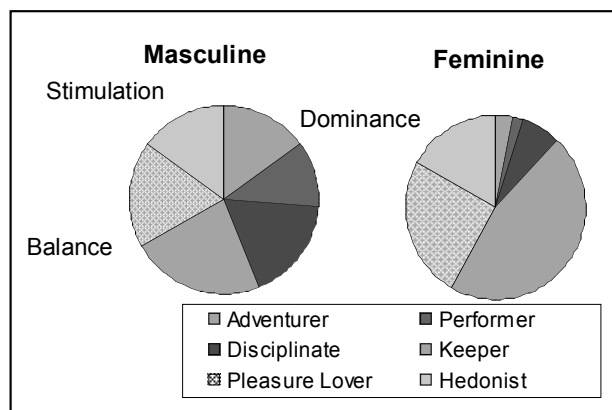 Masculine
Feminine
Stimulation
Dominance
Balance
Adventurer Performer
Disciplinate Keeper
Pleasure Lover Hedonist